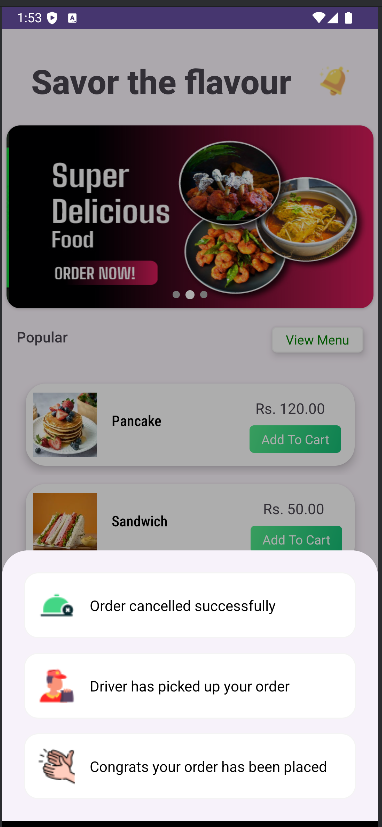 1:53
Savor the flavour
Super
Delicious
Food
ORDER NOW!
Popular
View Menu
Pancake
Rs. 120.00
Add To Cart
Sandwich
Rs. 50.00
Add To Cart
Order cancelled successfully
Driver has picked up your order
Congrats your order has been placed